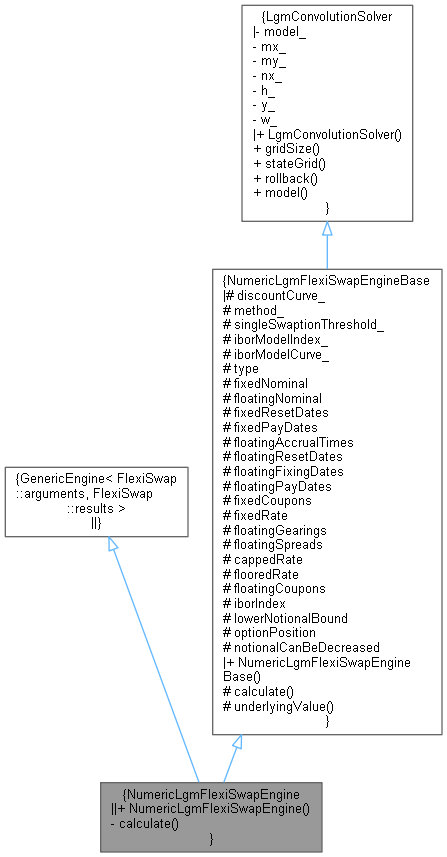 {LgmConvolutionSolver
|- model_
- mx_
- my_
- nx_
- h_
- y_
- w_
|+ LgmConvolutionSolver()
+ gridSize()
+ stateGrid()
+ rollback()
+ model()
}
{NumericLgmFlexiSwapEngineBase
|# discountCurve_
# method_
# singleSwaptionThreshold_
# iborModelIndex_
# iborModelCurve_
# type
# fixedNominal
# floatingNominal
# fixedResetDates
# fixedPayDates
# floatingAccrualTimes
# floatingResetDates
# floatingFixingDates
# floatingPayDates
# fixedCoupons
# fixedRate
# floatingGearings
# floatingSpreads
# cappedRate
# flooredRate
# floatingCoupons
# iborIndex
# lowerNotionalBound
# optionPosition
# notionalCanBeDecreased
|+ NumericLgmFlexiSwapEngine
Base()
# calculate()
# underlyingValue()
}
{GenericEngine< FlexiSwap
::arguments, FlexiSwap
::results >
||}
{NumericLgmFlexiSwapEngine
||+ NumericLgmFlexiSwapEngine()
- calculate()
}